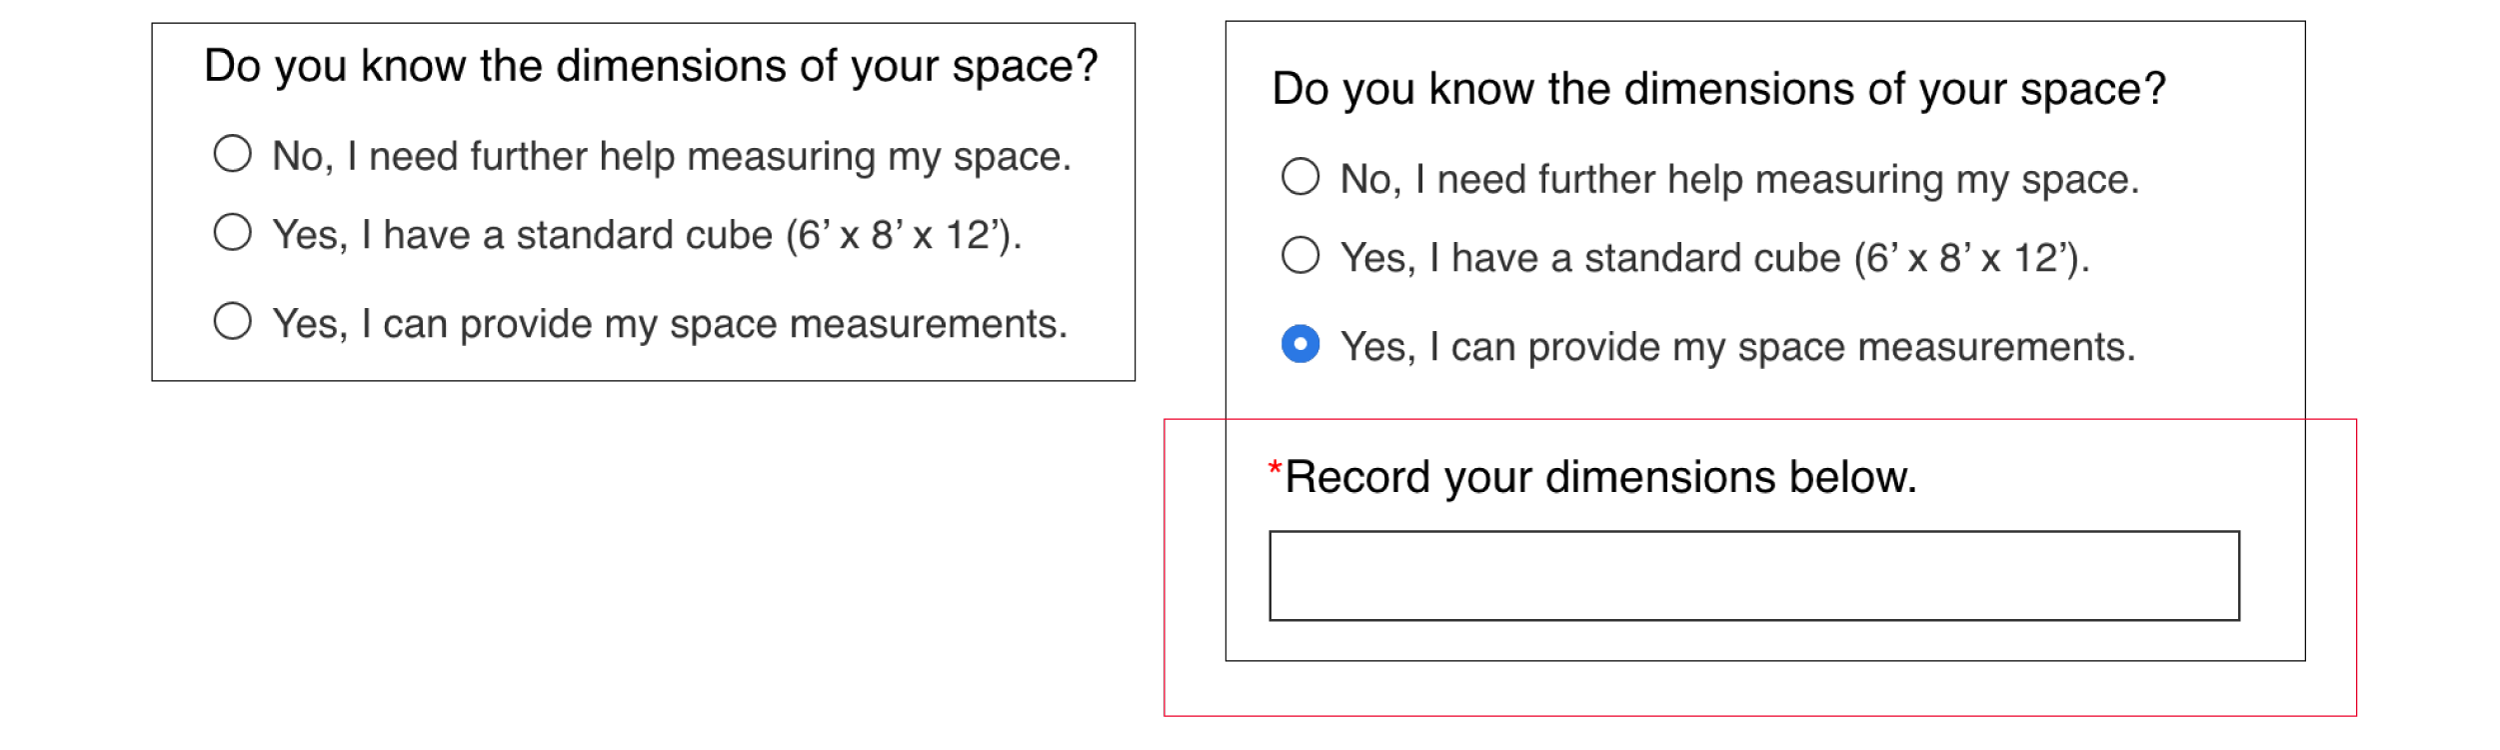 Do you know the dimensions of your space?
No, I need further help measuring my space.
Yes, I have a standard cube (6’ x 8’ x 12’).
Yes, I can provide my space measurements.
Do you know the dimensions of your space?
No, I need further help measuring my space.
Yes, I have a standard cube (6’ x 8’ x 12’).
Yes, I can provide my space measurements.
*Record your dimensions below.